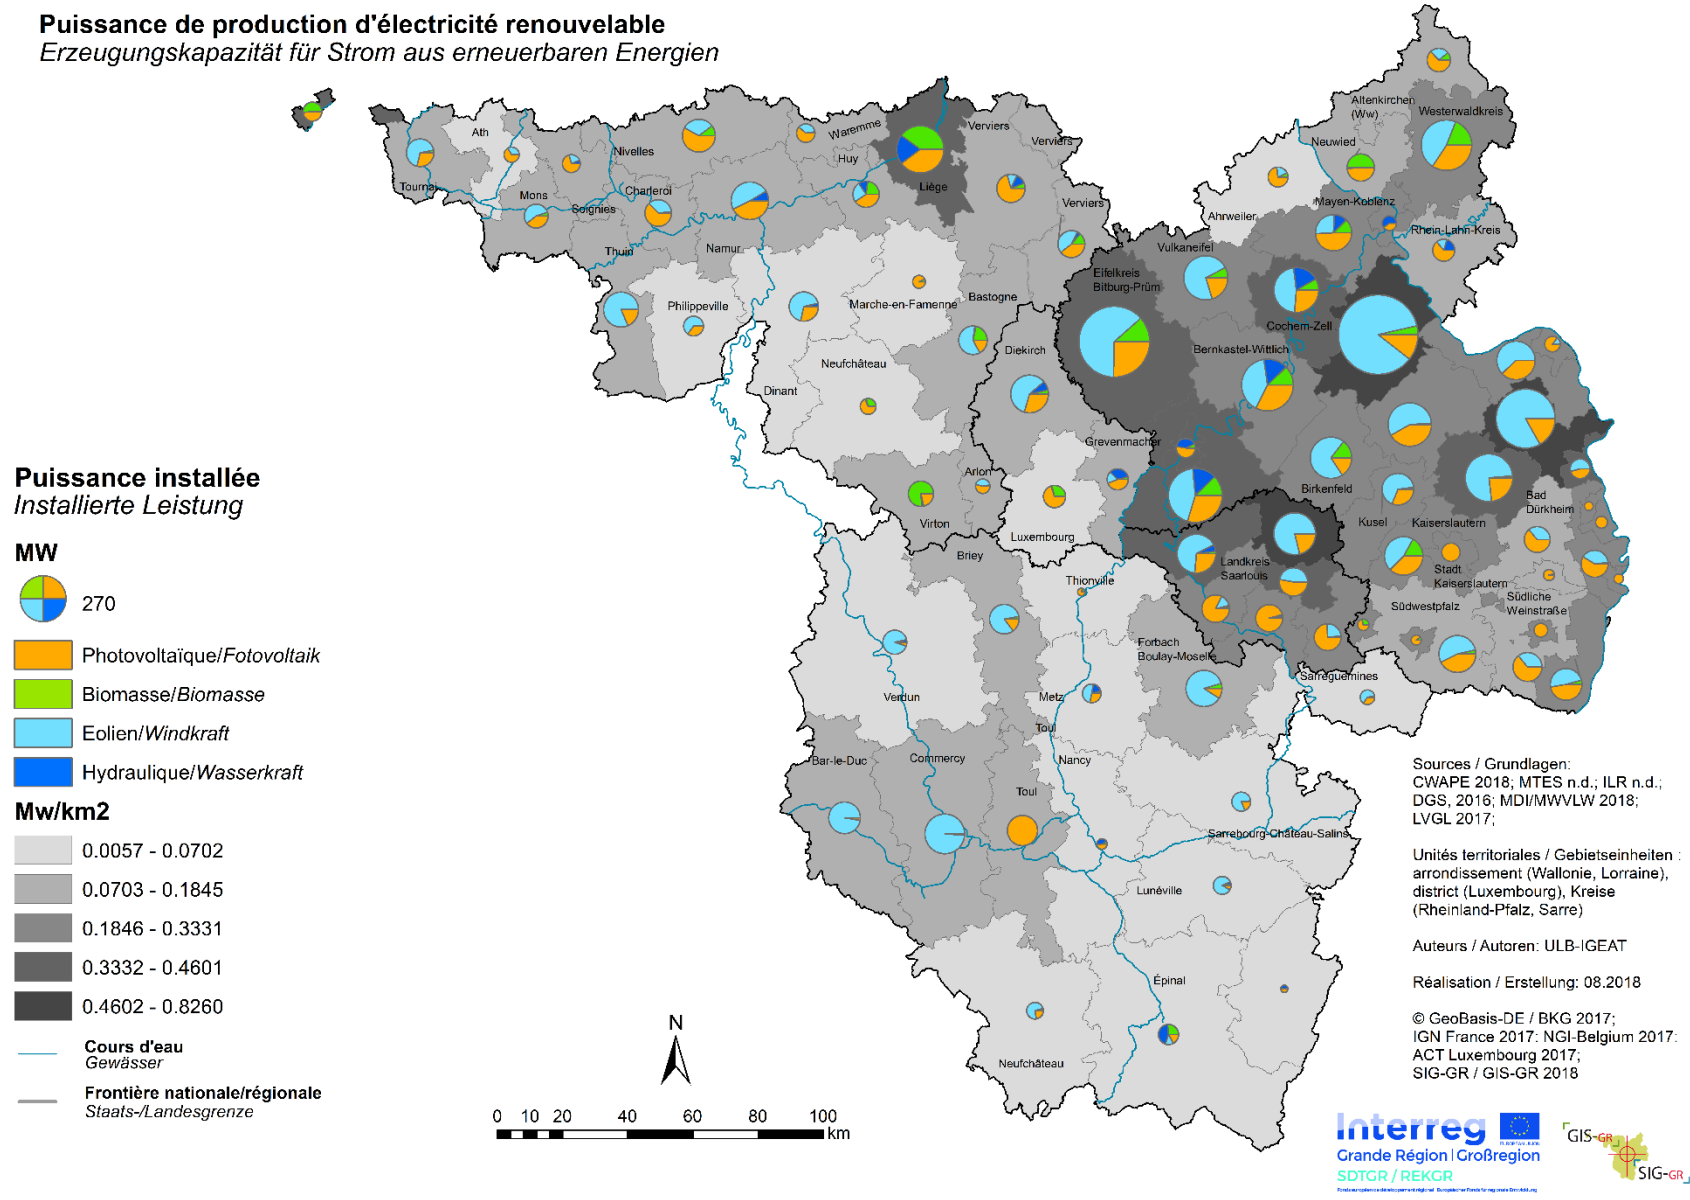 Puissance de production d'électricité renouvelable
Erzeugungskapazität für Strom aus erneuerbaren Energien
Puissance installée
Installierte Leistung
MW
270
Photovoltaïque/Fotovoltaik
Biomasse/Biomasse
Eolien/Windkraft
Hydraulique/Wasserkraft
Mw/km2
0.0057 - 0.0702
0.0703 - 0.1845
0.1846 - 0.3331
0.3332 - 0.4601
0.4602 - 0.8260
Cours d'eau
Gewässer
Frontière nationale/régionale
Staats-/Landesgrenze
N
0 10 20 40 60 80 100
km
Ath
Tournai
Mons
Soignies
Nivelles
Charleroi
Thuin
Namur
Waremme
Huy
Liège
Verviers
Verviers
Verviers
Philippeville
Marche-en-Famenne
Bastogne
Dinant
Neufchâteau
Arlon
Virton
Diekirch
Grevenmacher
Luxembourg
Altenkirchen
(Ww)
Westerwaldkreis
Neuwied
Ahrweiler
Mayen-Koblenz
Rhein-Lahn-Kreis
Vulkaneifel
Eifelkreis
Bitburg-Prüm
Cochem-Zell
Bernkastel-Wittlich
Birkenfeld
Kusel
Kaiserslautern
Bad
Dürkheim
Stadt
Kaiserslautern
Südwestpfalz
Südliche
Weinstraße
Landkreis
Saarlouis
Briey
Thionville
Forbach
Boulay-Moselle
Sarreguemines
Verdun
Metz
Toul
Nancy
Bar-le-Duc
Commercy
Toul
Sarrebourg-Château-Salins
Lunéville
Épinal
Neufchâteau
Sources / Grundlagen:
CWAPE 2018; MTES n.d.; ILR n.d.;
DGS, 2016; MDI/MWVLW 2018;
LVGL 2017;
Unités territoriales / Gebietseinheiten :
arrondissement (Wallonie, Lorraine),
district (Luxembourg), Kreise
(Rheinland-Pfalz, Sarre)
Auteurs / Autoren: ULB-IGEAT
Réalisation / Erstellung: 08.2018
© GeoBasis-DE / BKG 2017;
IGN France 2017: NGI-Belgium 2017:
ACT Luxembourg 2017;
SIG-GR / GIS-GR 2018
Interreg
Grande Région | Großregion
SDTGR / REKGR
Fonds européen de développement régional | Europäischer Fonds für regionale Entwicklung
GIS-GR
SIG-GR